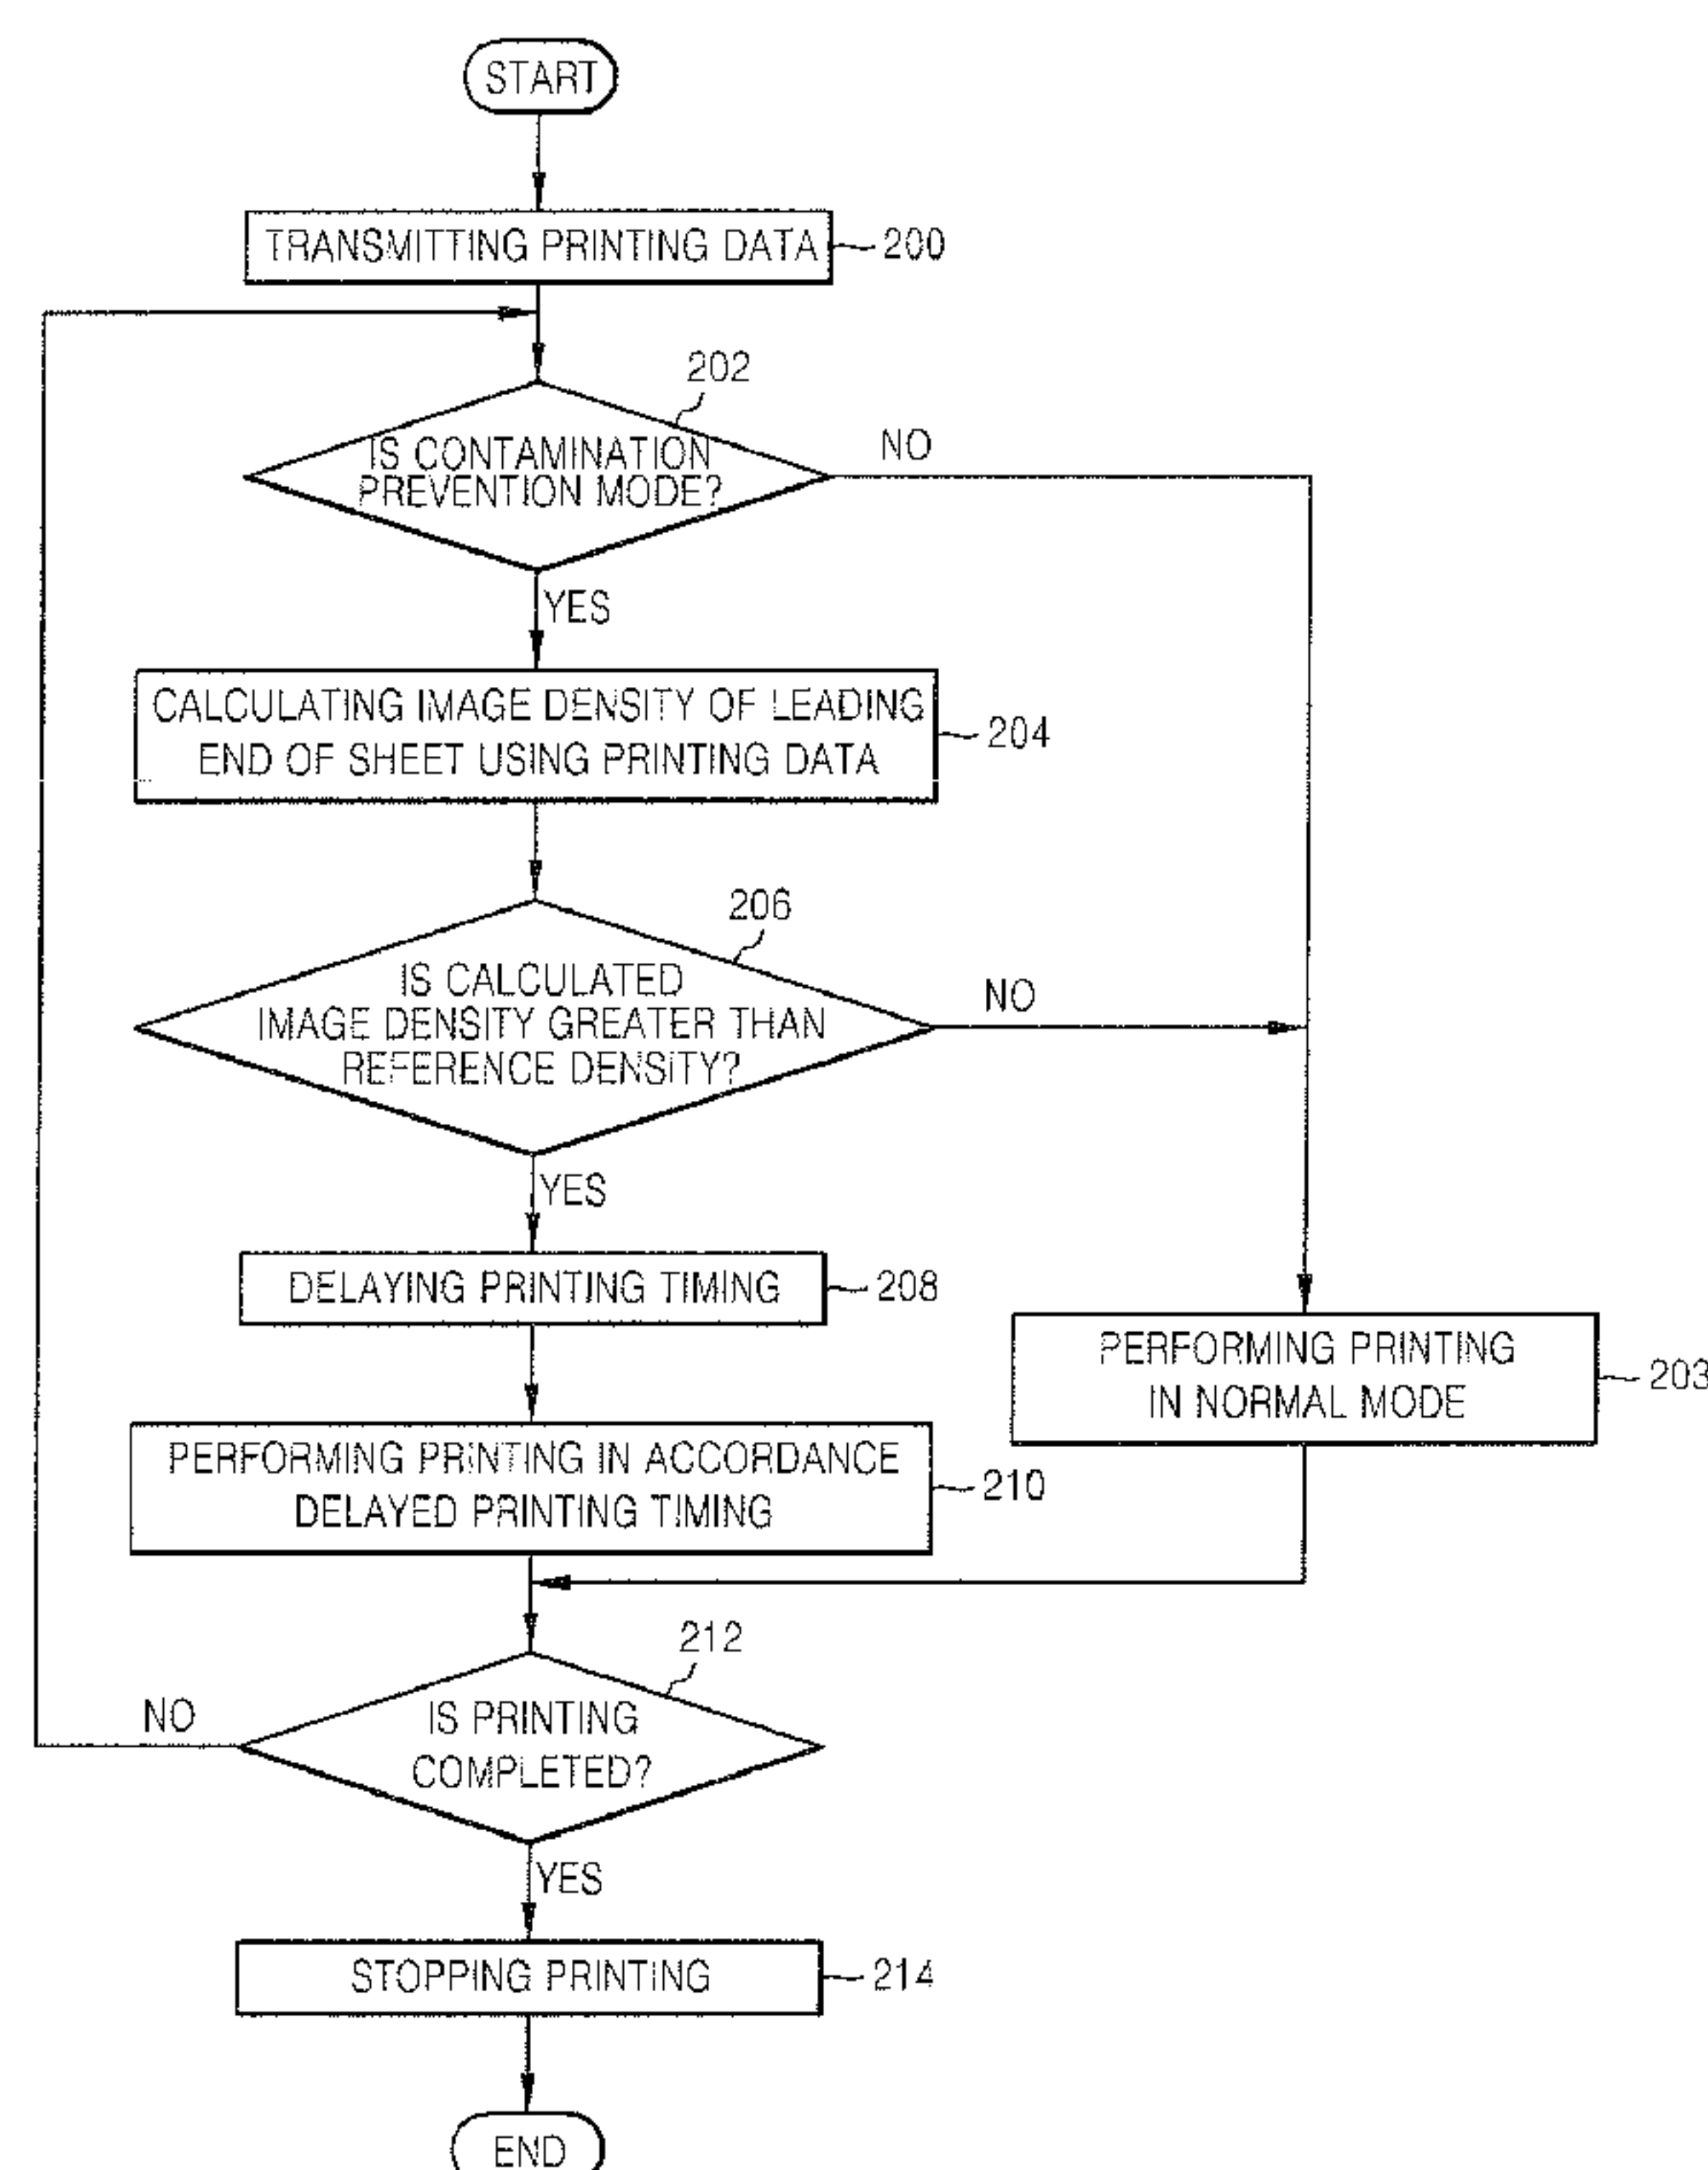 START
TRANSMITTING PRINTING DATA
200
202
IS CONTAMINATION
PREVENTION MODE?
NO
YES
CALCULATING IMAGE DENSITY OF LEADING
END OF SHEET USING PRINTING DATA
204
206
IS CALCULATED
IMAGE DENSITY GREATER THAN
REFERENCE DENSITY?
NO
YES
DELAYING PRINTING TIMING
208
PERFORMING PRINTING
IN NORMAL MODE
203
PERFORMING PRINTING IN ACCORDANCE
DELAYED PRINTING TIMING
210
212
IS PRINTING
COMPLETED?
NO
YES
STOPPING PRINTING
214
END